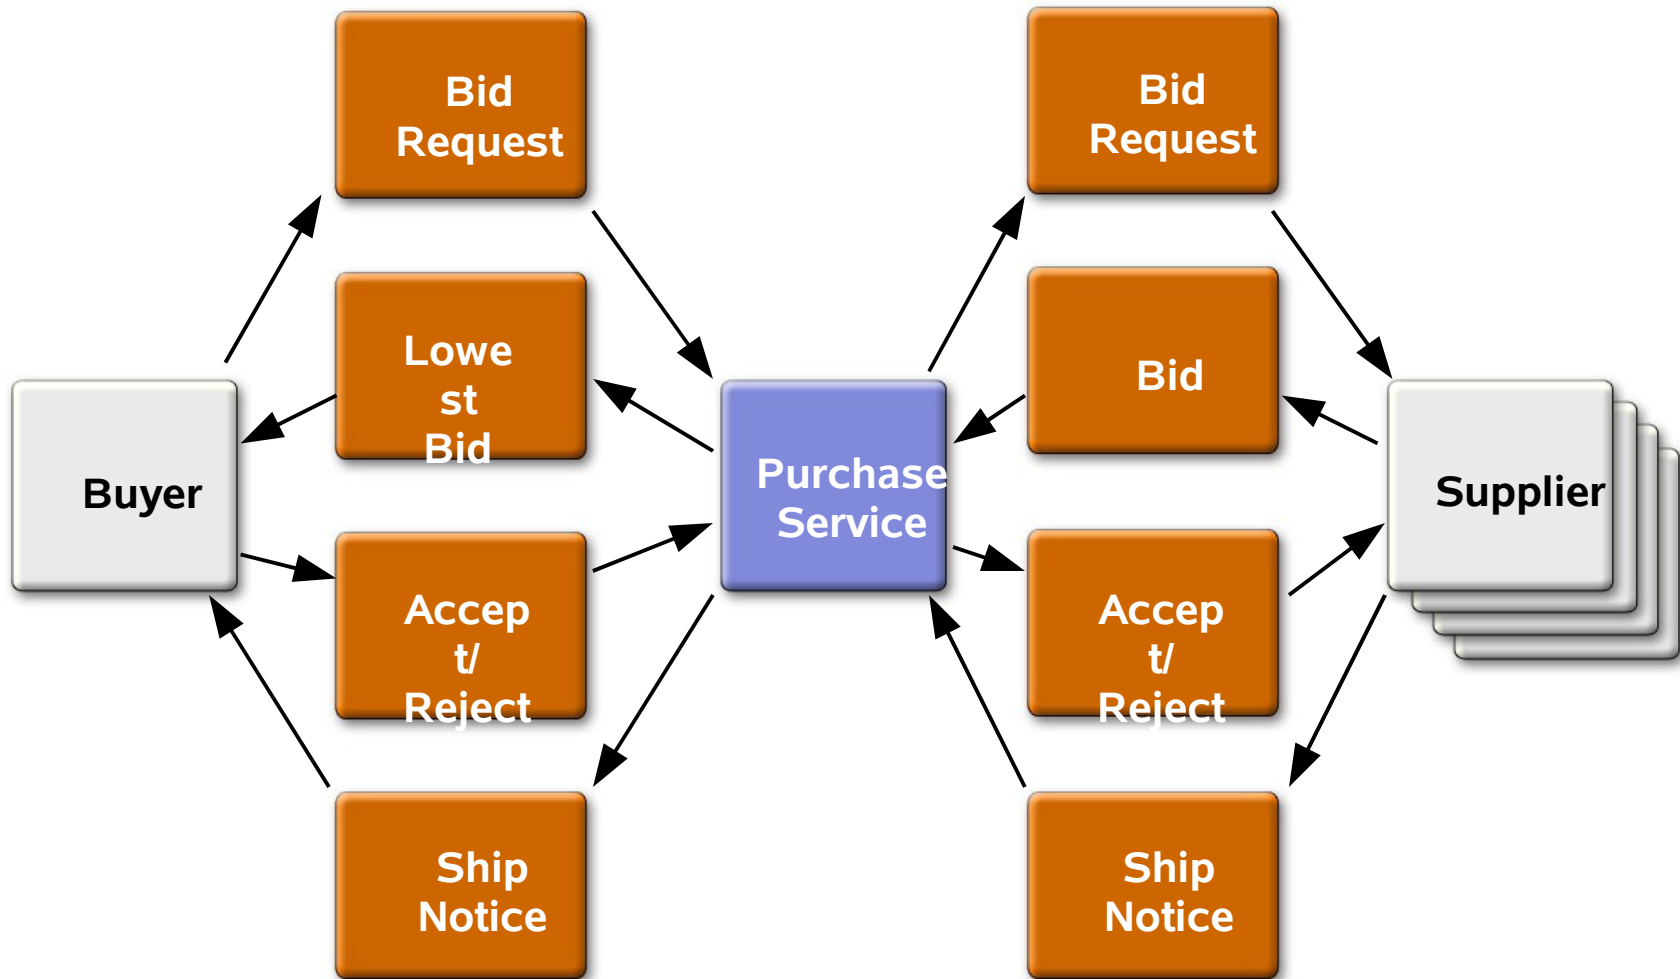 Bid
Request
Bid
Request
Lowe
st
Bid
Bid
Buyer
Purchase
Service
Supplier
Accep
t/
Reject
Accep
t/
Reject
Ship
Notice
Ship
Notice